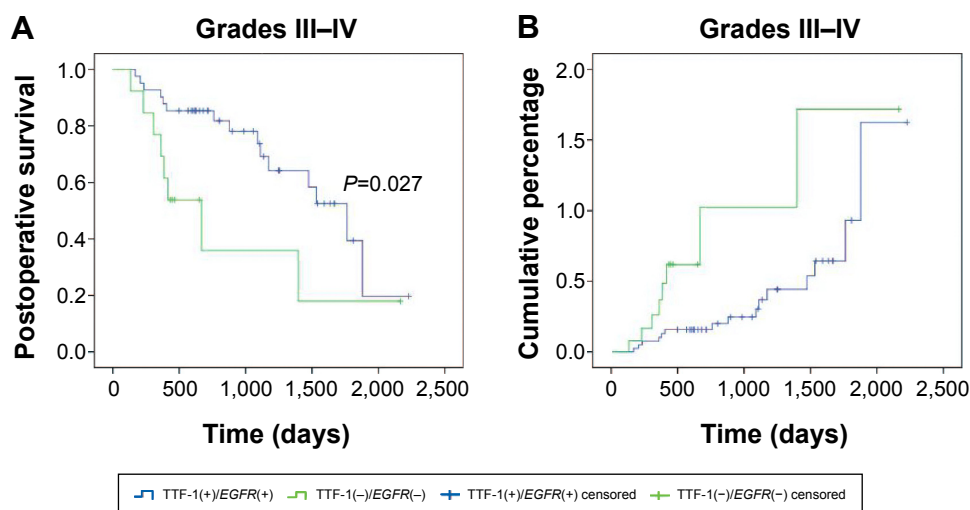 A
Grades III–IV
Postoperative survival
1.0
0.8
0.6
0.4
0.2
0.0
P=0.027
0
500
1,000
1,500
2,000
2,500
Time (days)
B
Grades III–IV
Cumulative percentage
2.0
1.5
1.0
0.5
0.0
0
500
1,000
1,500
2,000
2,500
Time (days)
TTF-1(+)/EGFR(+) TTF-1(–)/EGFR(–) TTF-1(+)/EGFR(+) censored TTF-1(–)/EGFR(–) censored